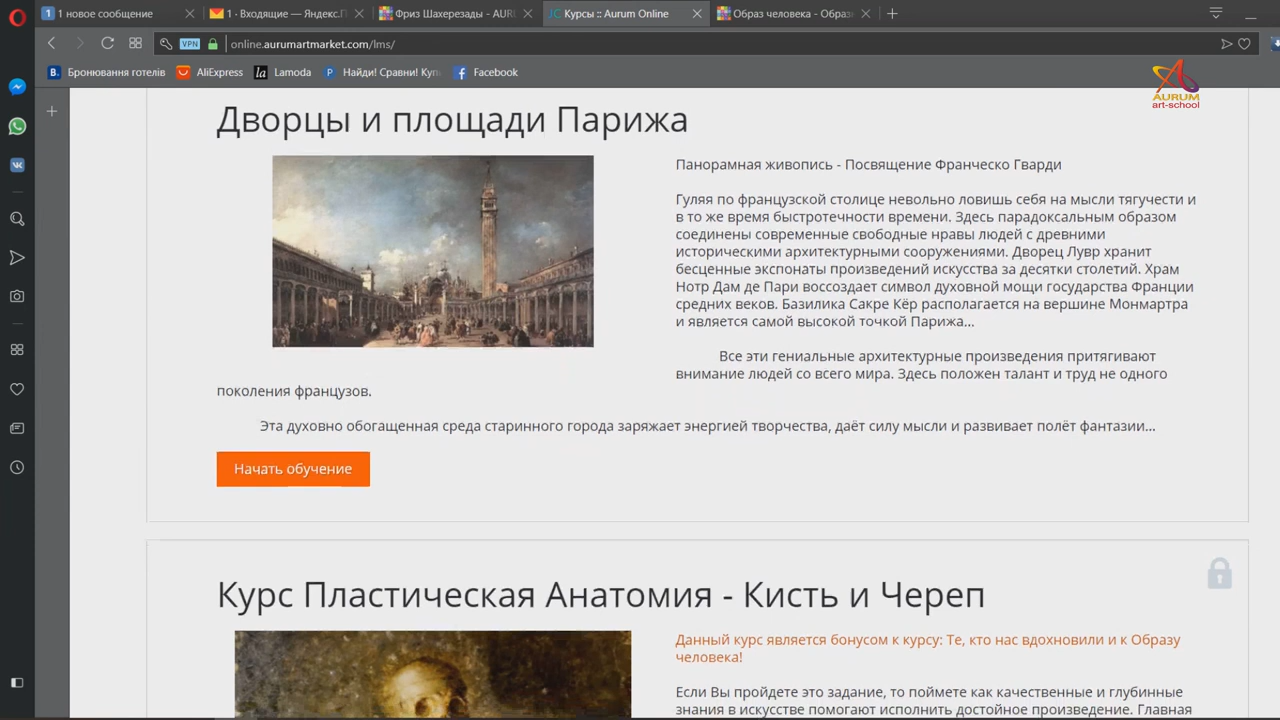 1 новое сообщение
1 · Входящие — Яндекс.П
Фриз Шахерезады - AUR
Курсы :: Aurum Online
Образ человека - Образ
VPN
online.aurumartmarket.com/lms/
B. Бронювання готелів
AliExpress
la Lamoda
P Найди! Сравни! Куп
Facebook
AURUM
art-school
Дворцы и площади Парижа
Панорамная живопись - Посвящение Франческо Гварди
Гуляя по французской столице невольно ловишь себя на мысли тягучести и
в то же время быстротечности времени. Здесь парадоксальным образом
соединены современные свободные нравы людей с древними
историческими архитектурными сооружениями. Дворец Лувр хранит
бесценные экспонаты произведений искусства за десятки столетий. Храм
Нотр Дам де Пари воссоздает символ духовной мощи государства Франции
средних веков. Базилика Сакре Кёр располагается на вершине Монмартра
и является самой высокой точкой Парижа...
Все эти гениальные архитектурные произведения притягивают
внимание людей со всего мира. Здесь положен талант и труд не одного
поколения французов.
Эта духовно обогащенная среда старинного города заряжает энергией творчества, даёт силу мысли и развивает полёт фантазии...
Начать обучение
Курс Пластическая Анатомия - Кисть и Череп
Данный курс является бонусом к курсу: Те, кто нас вдохновили и к Образу
человека!
Если Вы пройдете это задание, то поймете как качественные и глубинные
знания в искусстве помогают исполнить достойное произведение. Главная